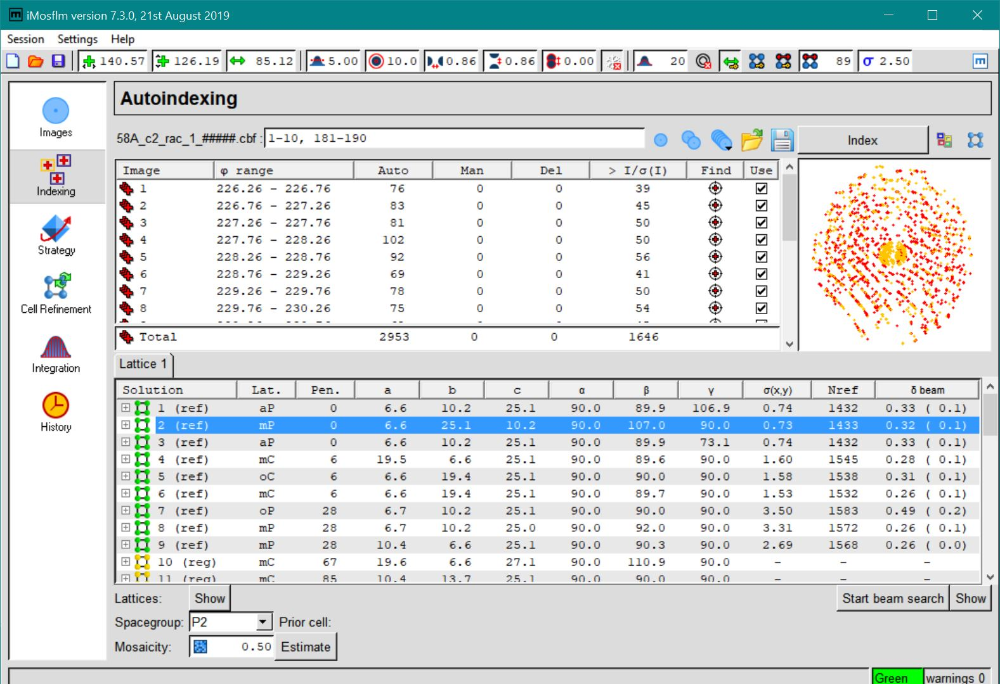 iMosflm version 7.3.0, 21st August 2019
Session Settings Help
140.57 126.19 85.12 5.00 10.0 0.86 0.86 0.00 20 89 σ 2.50 m
Autoindexing
58A_c2_rac_1_#####.cbf : 1-10, 181-190 Index
Images
Indexing
Strategy
Cell Refinement
Integration
History
Image φ range Auto Man Del > I/σ(I) Find Use
1 226.26 - 226.76 76 0 0 39
2 226.76 - 227.26 83 0 0 45
3 227.26 - 227.76 81 0 0 50
4 227.76 - 228.26 102 0 0 50
5 228.26 - 228.76 92 0 0 56
6 228.76 - 229.26 69 0 0 41
7 229.26 - 229.76 78 0 0 50
8 229.76 - 230.26 75 0 0 54
Total 2953 0 0 1646
Lattice 1
Solution Lat. Pen. a b c α β γ σ(x,y) Nref δ beam
1 (ref) aP 0 6.6 10.2 25.1 90.0 89.9 106.9 0.74 1432 0.33 ( 0.1)
2 (ref) mP 0 6.6 25.1 10.2 90.0 107.0 90.0 0.73 1433 0.32 ( 0.1)
3 (ref) aP 0 6.6 10.2 25.1 90.0 89.9 73.1 0.74 1432 0.33 ( 0.1)
4 (ref) mC 6 19.5 6.6 25.1 90.0 89.6 90.0 1.60 1545 0.28 ( 0.1)
5 (ref) oC 6 6.6 19.4 25.1 90.0 90.0 90.0 1.58 1538 0.31 ( 0.1)
6 (ref) mC 6 6.6 19.4 25.1 90.0 89.7 90.0 1.53 1532 0.26 ( 0.1)
7 (ref) oP 28 6.7 10.2 25.1 90.0 90.0 90.0 3.50 1583 0.49 ( 0.2)
8 (ref) mP 28 6.7 10.2 25.0 90.0 92.0 90.0 3.31 1572 0.26 ( 0.1)
9 (ref) mP 28 10.4 6.6 25.1 90.0 90.3 90.0 2.69 1568 0.26 ( 0.0)
10 (reg) mC 67 19.6 6.6 27.1 90.0 110.9 90.0 - - -
11 (reg) mC 85 10.4 13.7 25.1 90.0 90.0 90.0 - - -
Lattices: Show Start beam search Show
Spacegroup: P2 Prior cell:
Mosaicity: 0.50 Estimate
Green warnings 0